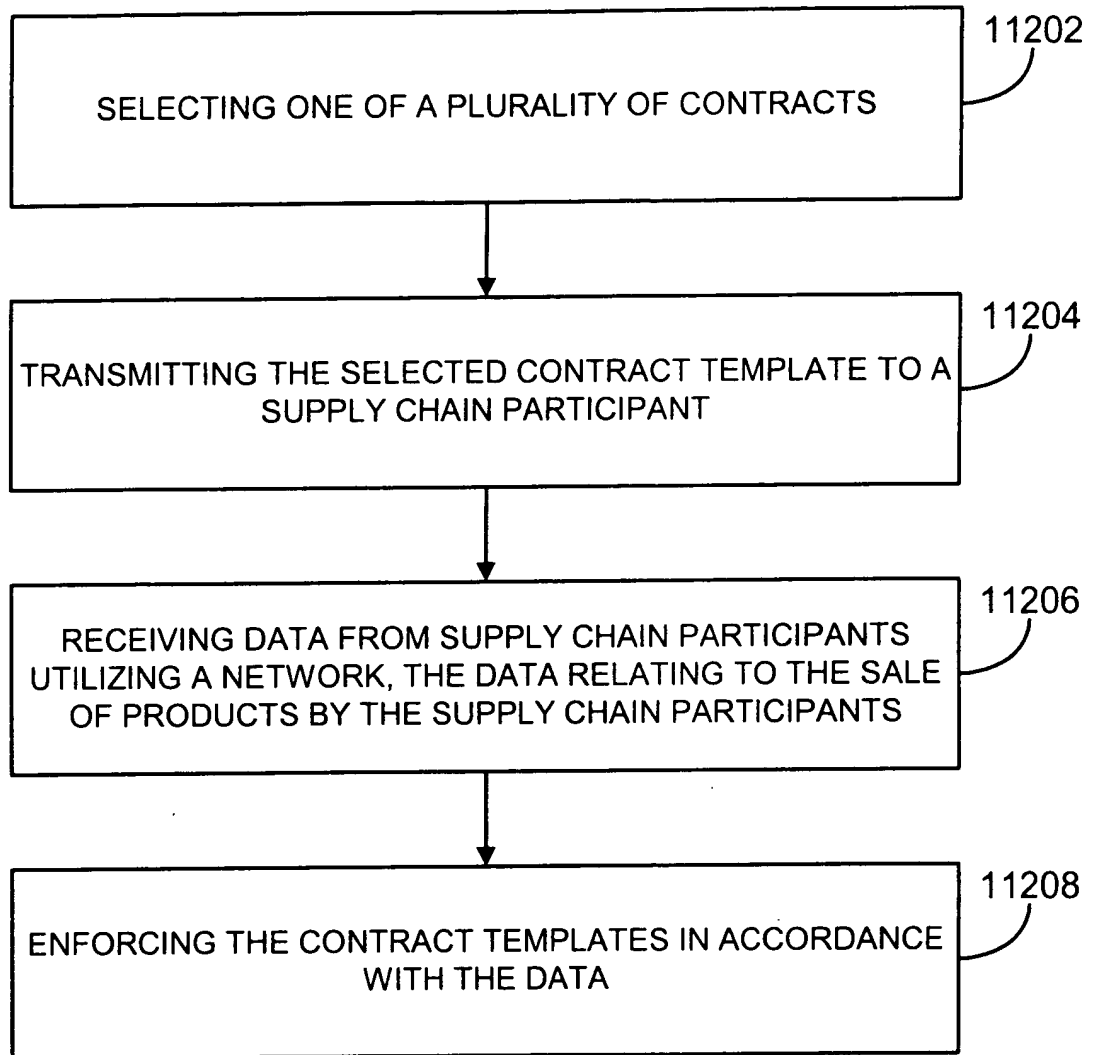 11202
SELECTING ONE OF A PLURALITY OF CONTRACTS
11204
TRANSMITTING THE SELECTED CONTRACT TEMPLATE TO A
SUPPLY CHAIN PARTICIPANT
11206
RECEIVING DATA FROM SUPPLY CHAIN PARTICIPANTS
UTILIZING A NETWORK, THE DATA RELATING TO THE SALE
OF PRODUCTS BY THE SUPPLY CHAIN PARTICIPANTS
11208
ENFORCING THE CONTRACT TEMPLATES IN ACCORDANCE
WITH THE DATA